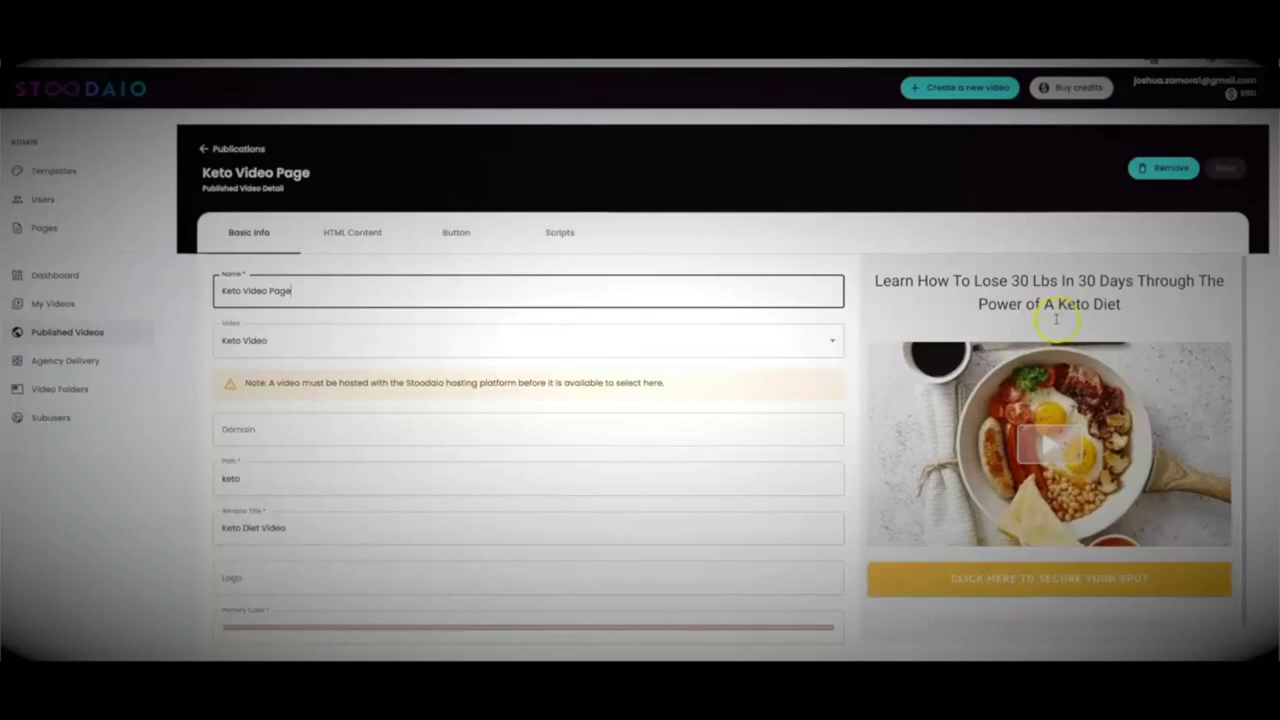 STOODAIO
+ Create a new video
Buy credits
joshua.zamora1@gmail.com
ADMIN
Templates
Users
Pages
Dashboard
My Videos
Published Videos
Agency Delivery
Video Folders
Subusers
Publications
Keto Video Page
Published Video Detail
Remove
Basic info
HTML Content
Button
Scripts
Name *
Keto Video Page
Video
Keto Video
Note: A video must be hosted with the Stoodaio hosting platform before it is available to select here.
Domain
Path *
keto
Window Title *
Keto Diet Video
Logo
Primary Color *
Learn How To Lose 30 Lbs In 30 Days Through The
Power of A Keto Diet
CLICK HERE TO SECURE YOUR SPOT